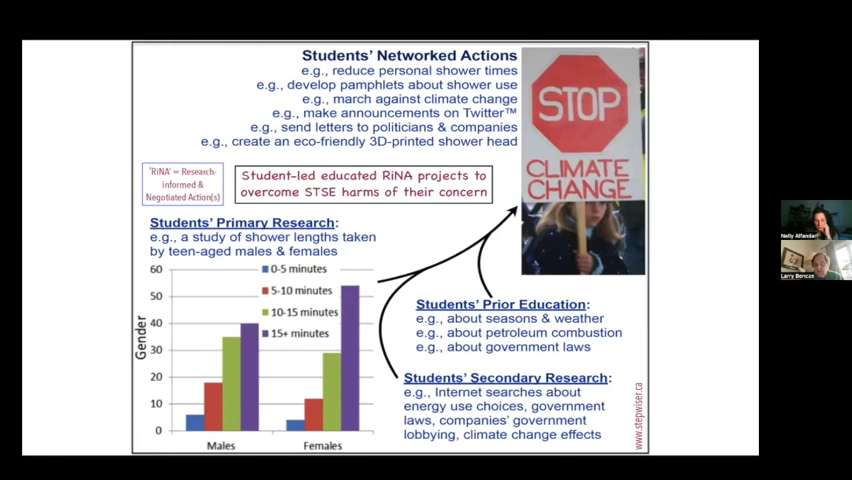 Students' Networked Actions
e.g., reduce personal shower times
e.g., develop pamphlets about shower use
e.g., march against climate change
e.g., make announcements on Twitter™
e.g., send letters to politicians & companies
e.g., create an eco-friendly 3D-printed shower head
STOP
CLIMATE
CHANGE
'RiNA' = Research-
informed &
Negotiated Action(s)
Student-led educated RiNA projects to
overcome STSE harms of their concern
Students' Primary Research:
e.g., a study of shower lengths taken
by teen-aged males & females
60
50
40
30
20
10
0
Gender
0-5 minutes
5-10 minutes
10-15 minutes
15+ minutes
Males
Females
Students' Prior Education:
e.g., about seasons & weather
e.g., about petroleum combustion
e.g., about government laws
Students' Secondary Research:
e.g., Internet searches about
energy use choices, government
laws, companies' government
lobbying, climate change effects
www.stepwiser.ca
Nelly Alfandari
Larry Bencze